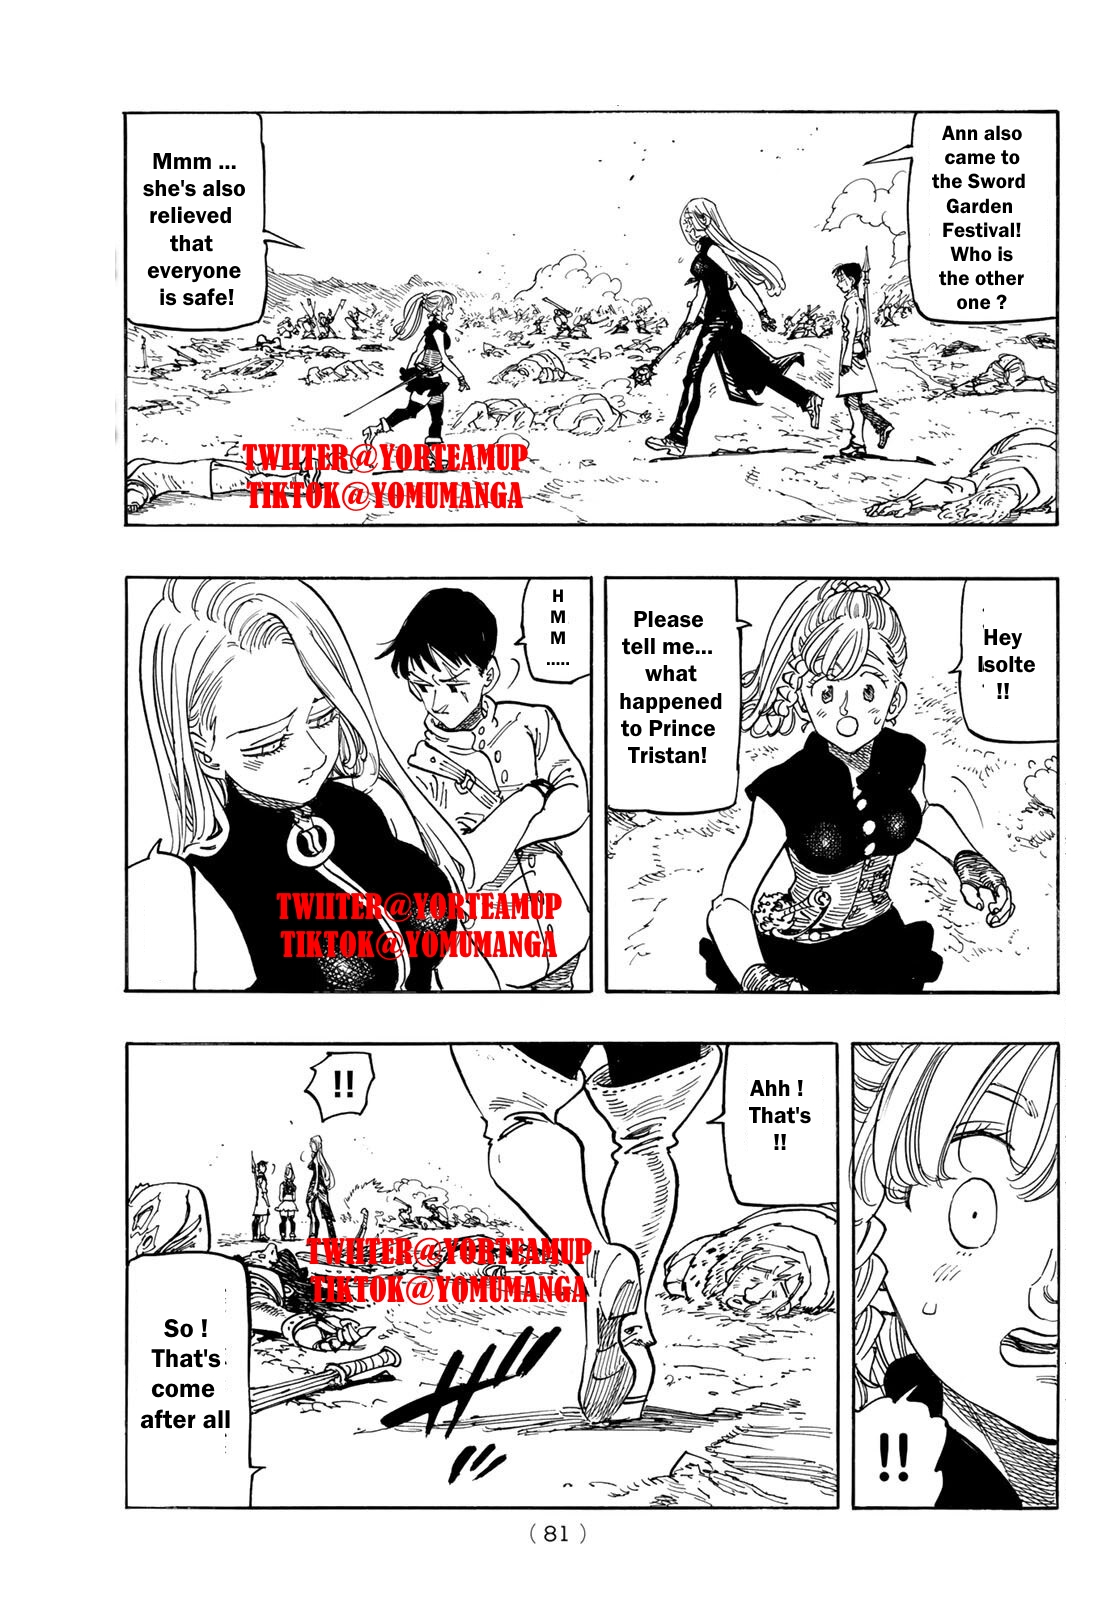 Ann also
came to
the Sword
Garden
Festival!
Who is
the other
one ?
Mmm ...
she's also
relieved
that
everyone
is safe!
TWIITER@YORTEAMUP
TIKTOK@YOMUMANGA
Hey
Isolte
!!
Please
tell me...
what
happened
to Prince
Tristan!
H
M
M
.....
TWIITER@YORTEAMUP
TIKTOK@YOMUMANGA
!!
Ahh !
That's
!!
!!
TWIITER@YORTEAMUP
TIKTOK@YOMUMANGA
So !
That's
come
after all
( 81 )